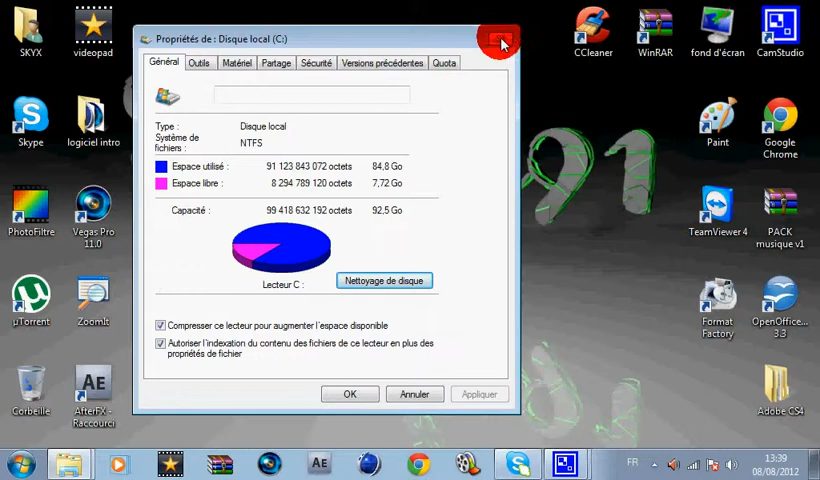 Propriétés de : Disque local (C:)
Général Outils Matériel Partage Sécurité Versions précédentes Quota
Type : Disque local
Système de fichiers : NTFS
Espace utilisé : 91 123 843 072 octets 84,8 Go
Espace libre : 8 294 789 120 octets 7,72 Go
Capacité : 99 418 632 192 octets 92,5 Go
Lecteur C : Nettoyage de disque
Compresser ce lecteur pour augmenter l'espace disponible
Autoriser l'indexation du contenu des fichiers de ce lecteur en plus des
propriétés de fichier
OK Annuler Appliquer
SKYX
videopad
Skype
logiciel intro
PhotoFiltre
Vegas Pro
11.0
µTorrent
ZoomIt
Corbeille
AE
AfterFX -
Raccourci
CCleaner
WinRAR
fond d'écran
CamStudio
Paint
Google
Chrome
TeamViewer 4
PACK
musique v1
Format
Factory
OpenOffice...
3.3
Adobe CS4
91
AE
FR
13:39
08/08/2012